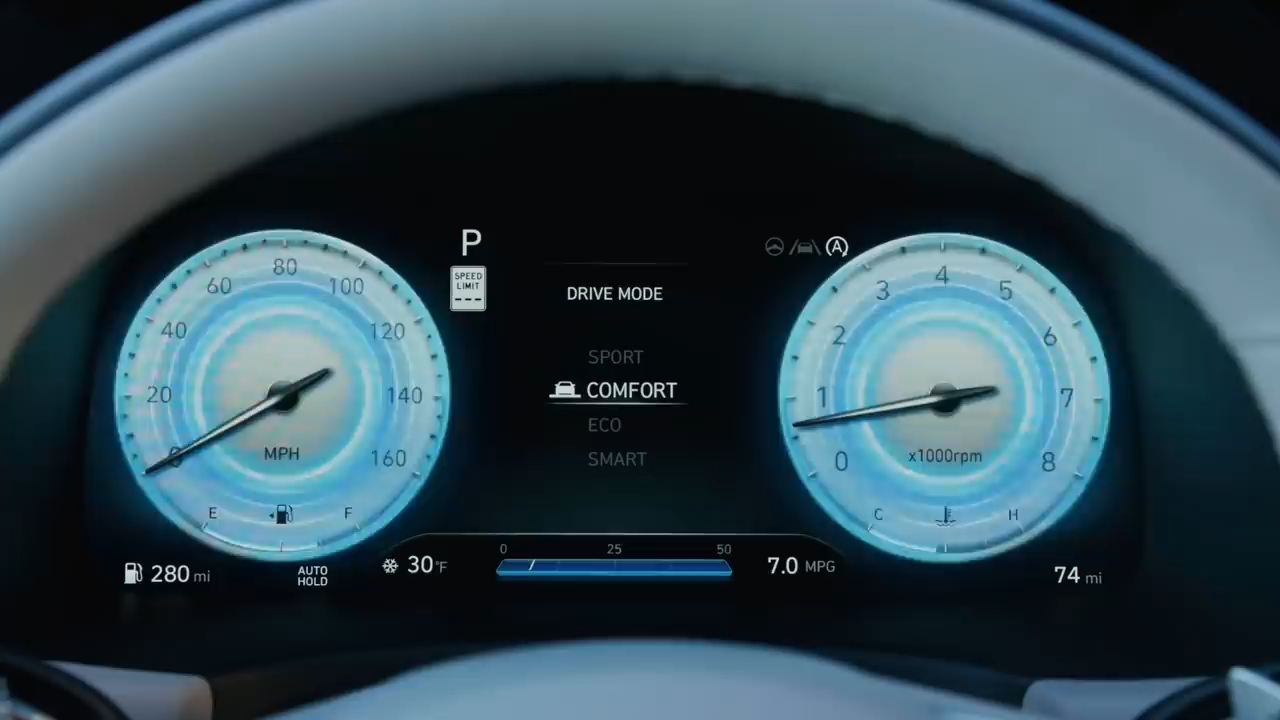 P
SPEED
LIMIT
---
DRIVE MODE
SPORT
COMFORT
ECO
SMART
0
20
40
60
80
100
120
140
160
MPH
E
F
A
0
1
2
3
4
5
6
7
8
x1000rpm
C
H
280 mi
AUTO
HOLD
30°F
0 25 50
7.0 MPG
74 mi